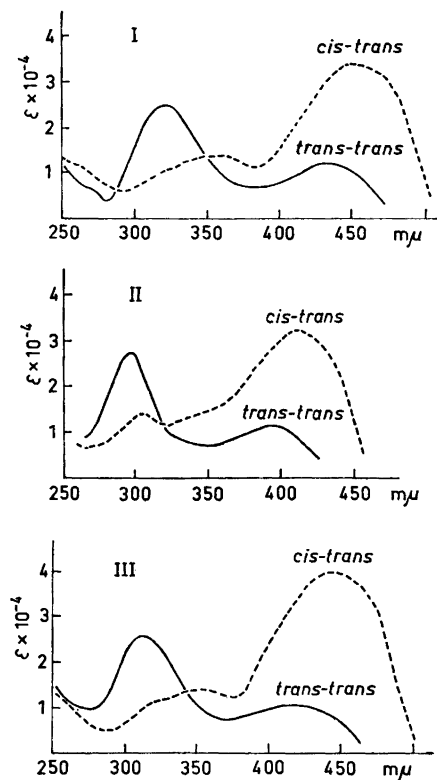 I
cis-trans
trans-trans
ε × 10⁻⁴
4
3
2
1
250 300 350 400 450 mμ
II
cis-trans
trans-trans
ε × 10⁻⁴
4
3
2
1
250 300 350 400 450 mμ
III
cis-trans
trans-trans
ε × 10⁻⁴
4
3
2
1
250 300 350 400 450 mμ